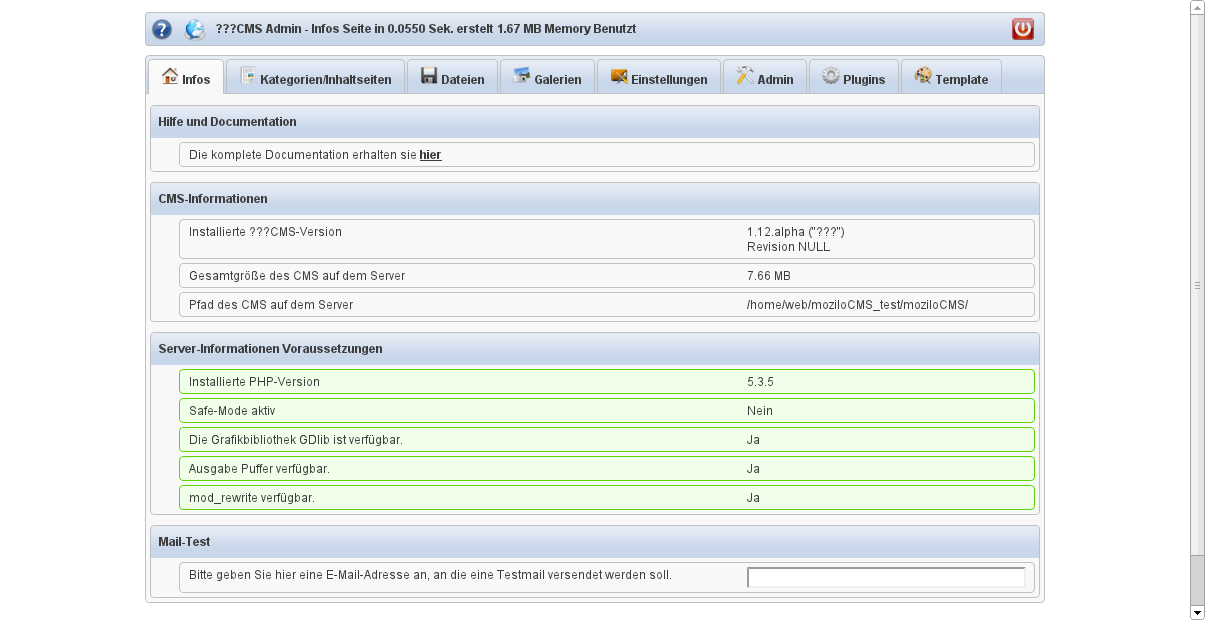 ???CMS Admin - Infos Seite in 0.0550 Sek. erstellt 1.67 MB Memory Benutzt
Infos Kategorien/Inhaltseiten Dateien Galerien Einstellungen Admin Plugins Template
Hilfe und Documentation
Die komplete Documentation erhalten sie hier
CMS-Informationen
Installierte ???CMS-Version 1.12.alpha ("???")
Revision NULL
Gesamtgröße des CMS auf dem Server 7.66 MB
Pfad des CMS auf dem Server /home/web/moziloCMS_test/moziloCMS/
Server-Informationen Voraussetzungen
Installierte PHP-Version 5.3.5
Safe-Mode aktiv Nein
Die Grafikbibliothek GDlib ist verfügbar. Ja
Ausgabe Puffer verfügbar. Ja
mod_rewrite verfügbar. Ja
Mail-Test
Bitte geben Sie hier eine E-Mail-Adresse an, an die eine Testmail versendet werden soll.